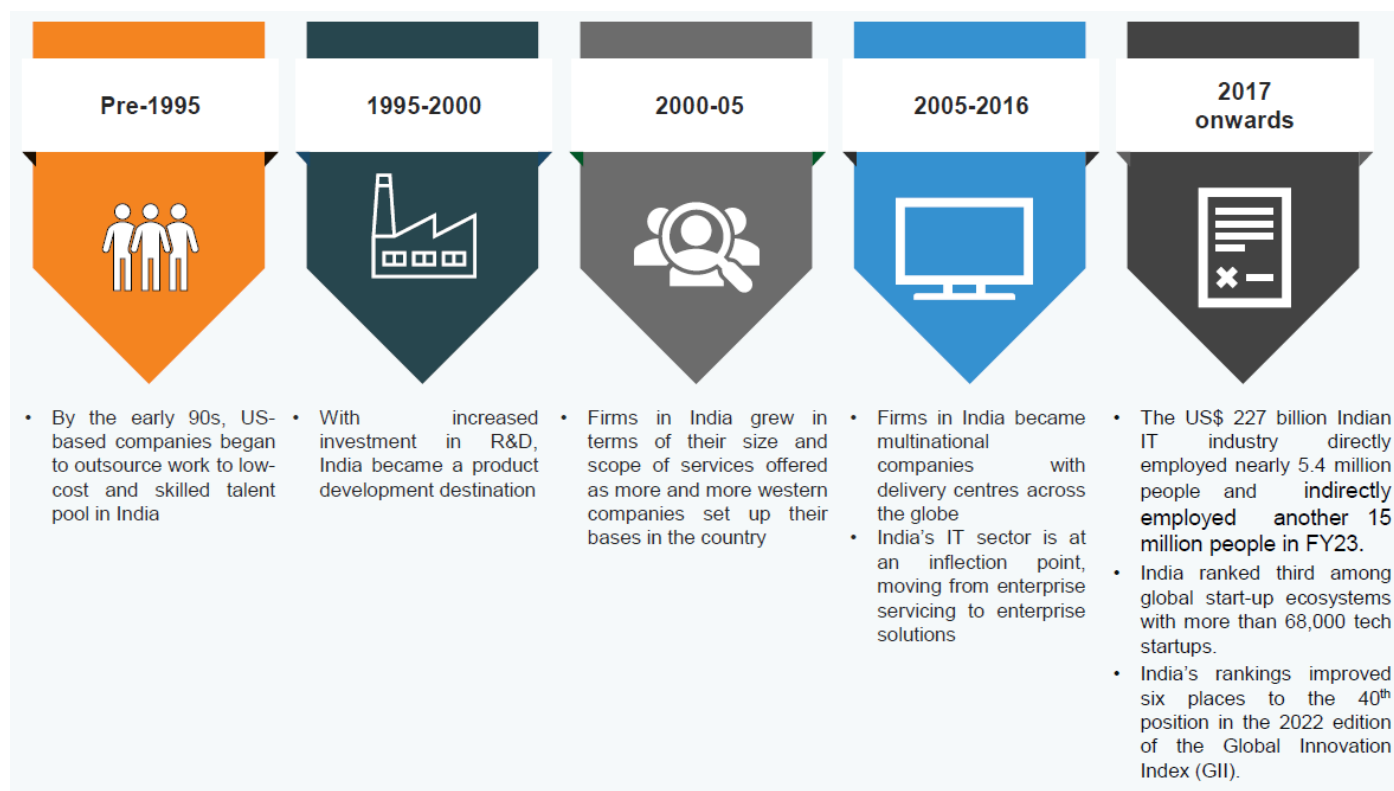 Pre-1995
1995-2000
2000-05
2005-2016
2017
onwards
• By the early 90s, US-
based companies began
to outsource work to low-
cost and skilled talent
pool in India
• With increased
investment in R&D,
India became a product
development destination
• Firms in India grew in
terms of their size and
scope of services offered
as more and more western
companies set up their
bases in the country
• Firms in India became
multinational
companies with
delivery centres across
the globe
• India’s IT sector is at
an inflection point,
moving from enterprise
servicing to enterprise
solutions
• The US$ 227 billion Indian
IT industry directly
employed nearly 5.4 million
people and indirectly
employed another 15
million people in FY23.
• India ranked third among
global start-up ecosystems
with more than 68,000 tech
startups.
• India’s rankings improved
six places to the 40th
position in the 2022 edition
of the Global Innovation
Index (GII).